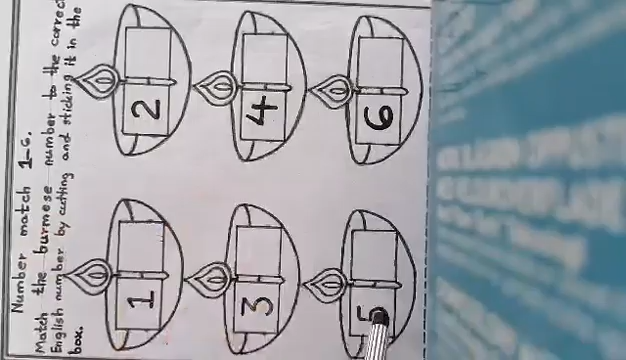 Number match 1-6.
Match the burmese number to the correc
English number by cutting and sticking it in the
box.
1
2
3
4
5
6